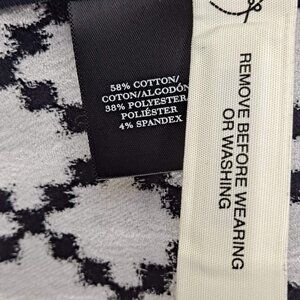 58% COTTON/
COTON/ALGODÓN
38% POLYESTER/
POLIÉSTER
4% SPANDEX
REMOVE BEFORE WEARING
OR WASHING